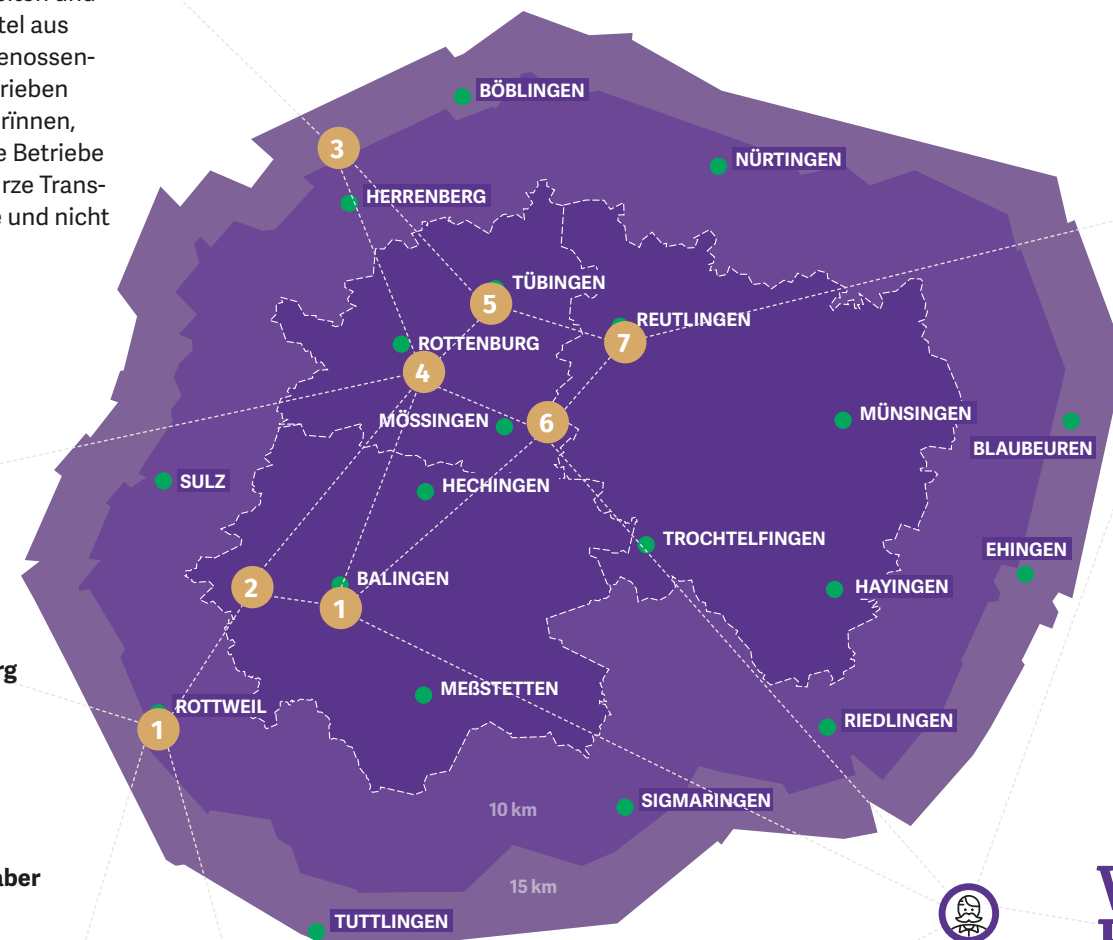 tel aus
enossen-
rieben
rïnnen,
e Betriebe
rze Trans-
e und nicht
BÖBLINGEN
3
NÜRTINGEN
HERRENBERG
TÜBINGEN
5
REUTLINGEN
7
ROTTENBURG
4
MÖSSINGEN
6
MÜNSINGEN
BLAUBEUREN
SULZ
HECHINGEN
TROCHTELFINGEN
EHINGEN
2
BALINGEN
1
HAYINGEN
rg
MEßSTETTEN
ROTTWEIL
1
RIEDLINGEN
SIGMARINGEN
10 km
15 km
aber
TUTTLINGEN